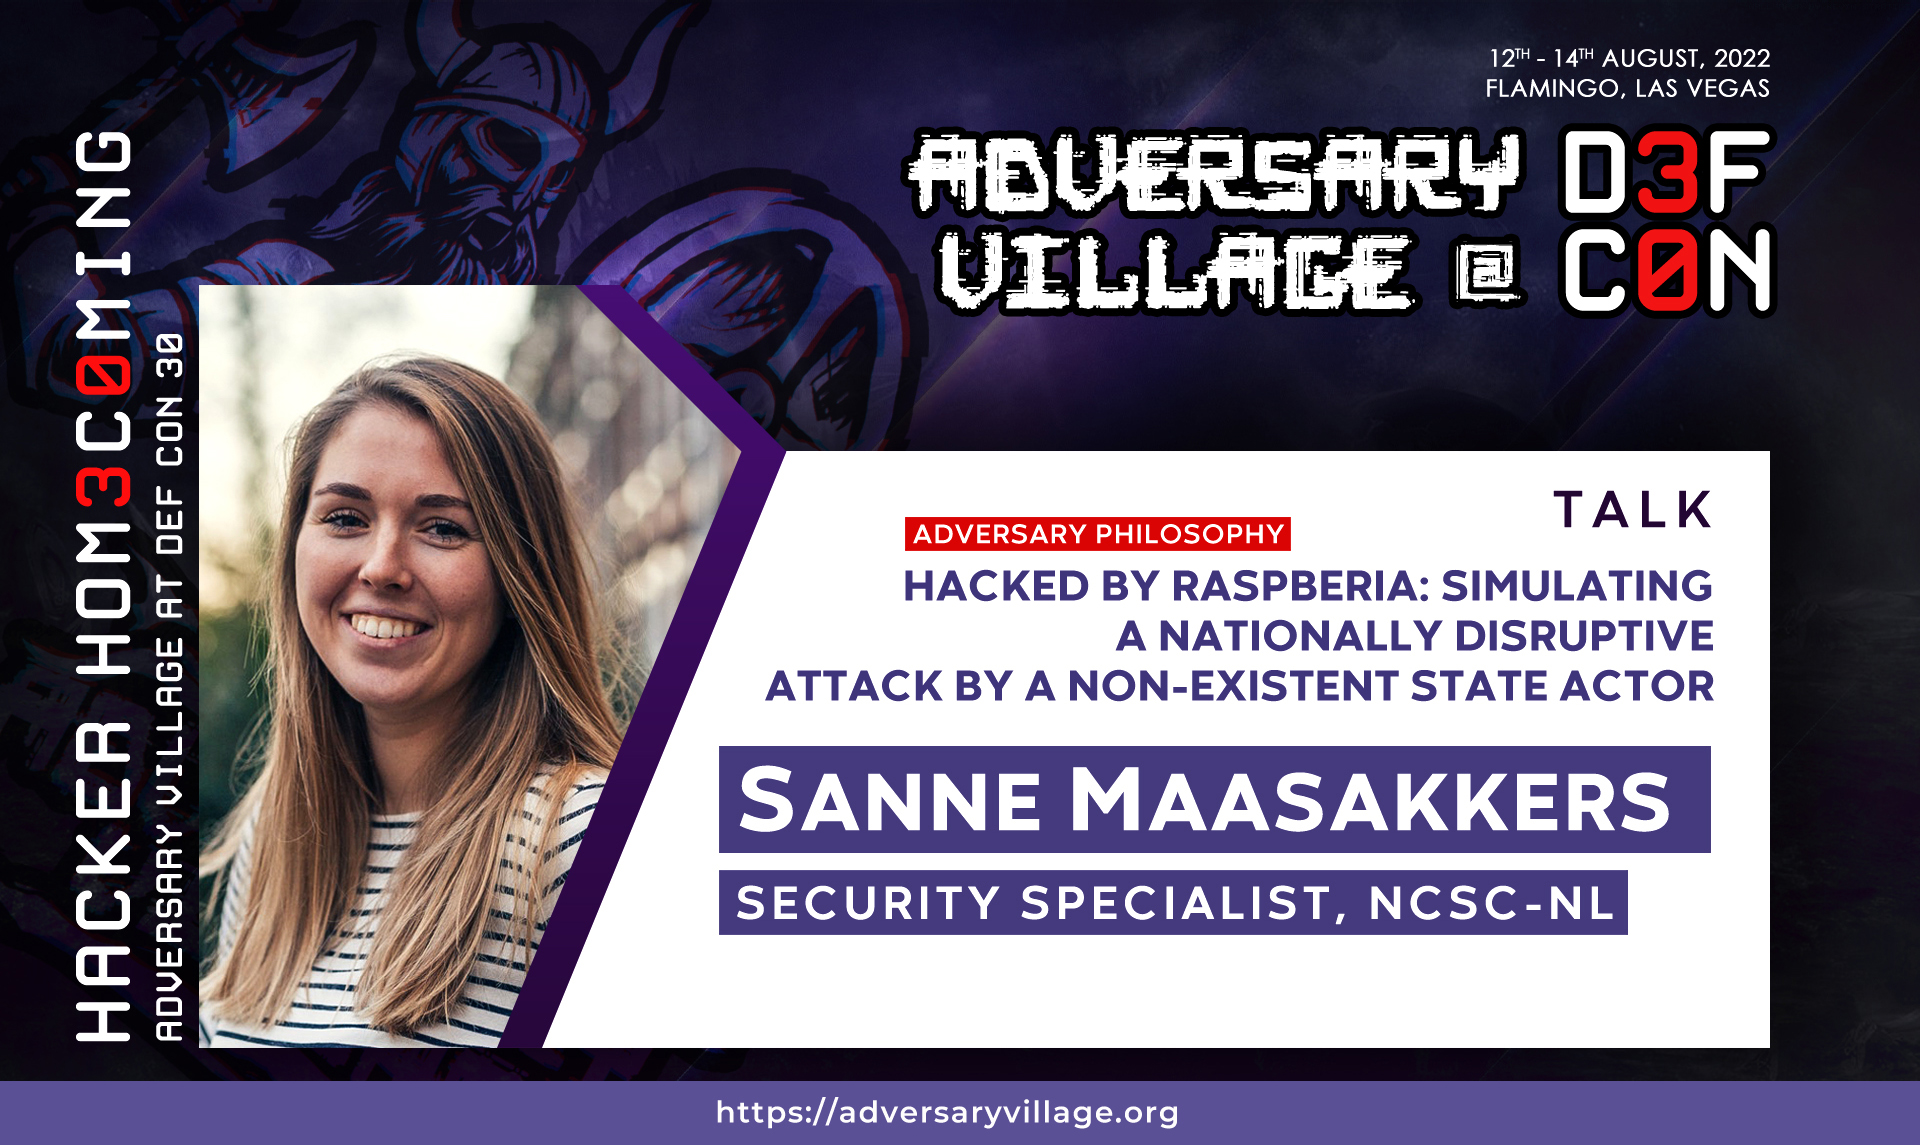 12TH - 14TH AUGUST, 2022
FLAMINGO, LAS VEGAS
ADVERSARY D3F
VILLAGE @ C0N
HACKER HOM3C0MING
ADVERSARY VILLAGE AT DEF CON 30
TALK
ADVERSARY PHILOSOPHY
HACKED BY RASPBERIA: SIMULATING
A NATIONALLY DISRUPTIVE
ATTACK BY A NON-EXISTENT STATE ACTOR
SANNE MAASAKKERS
SECURITY SPECIALIST, NCSC-NL
https://adversaryvillage.org